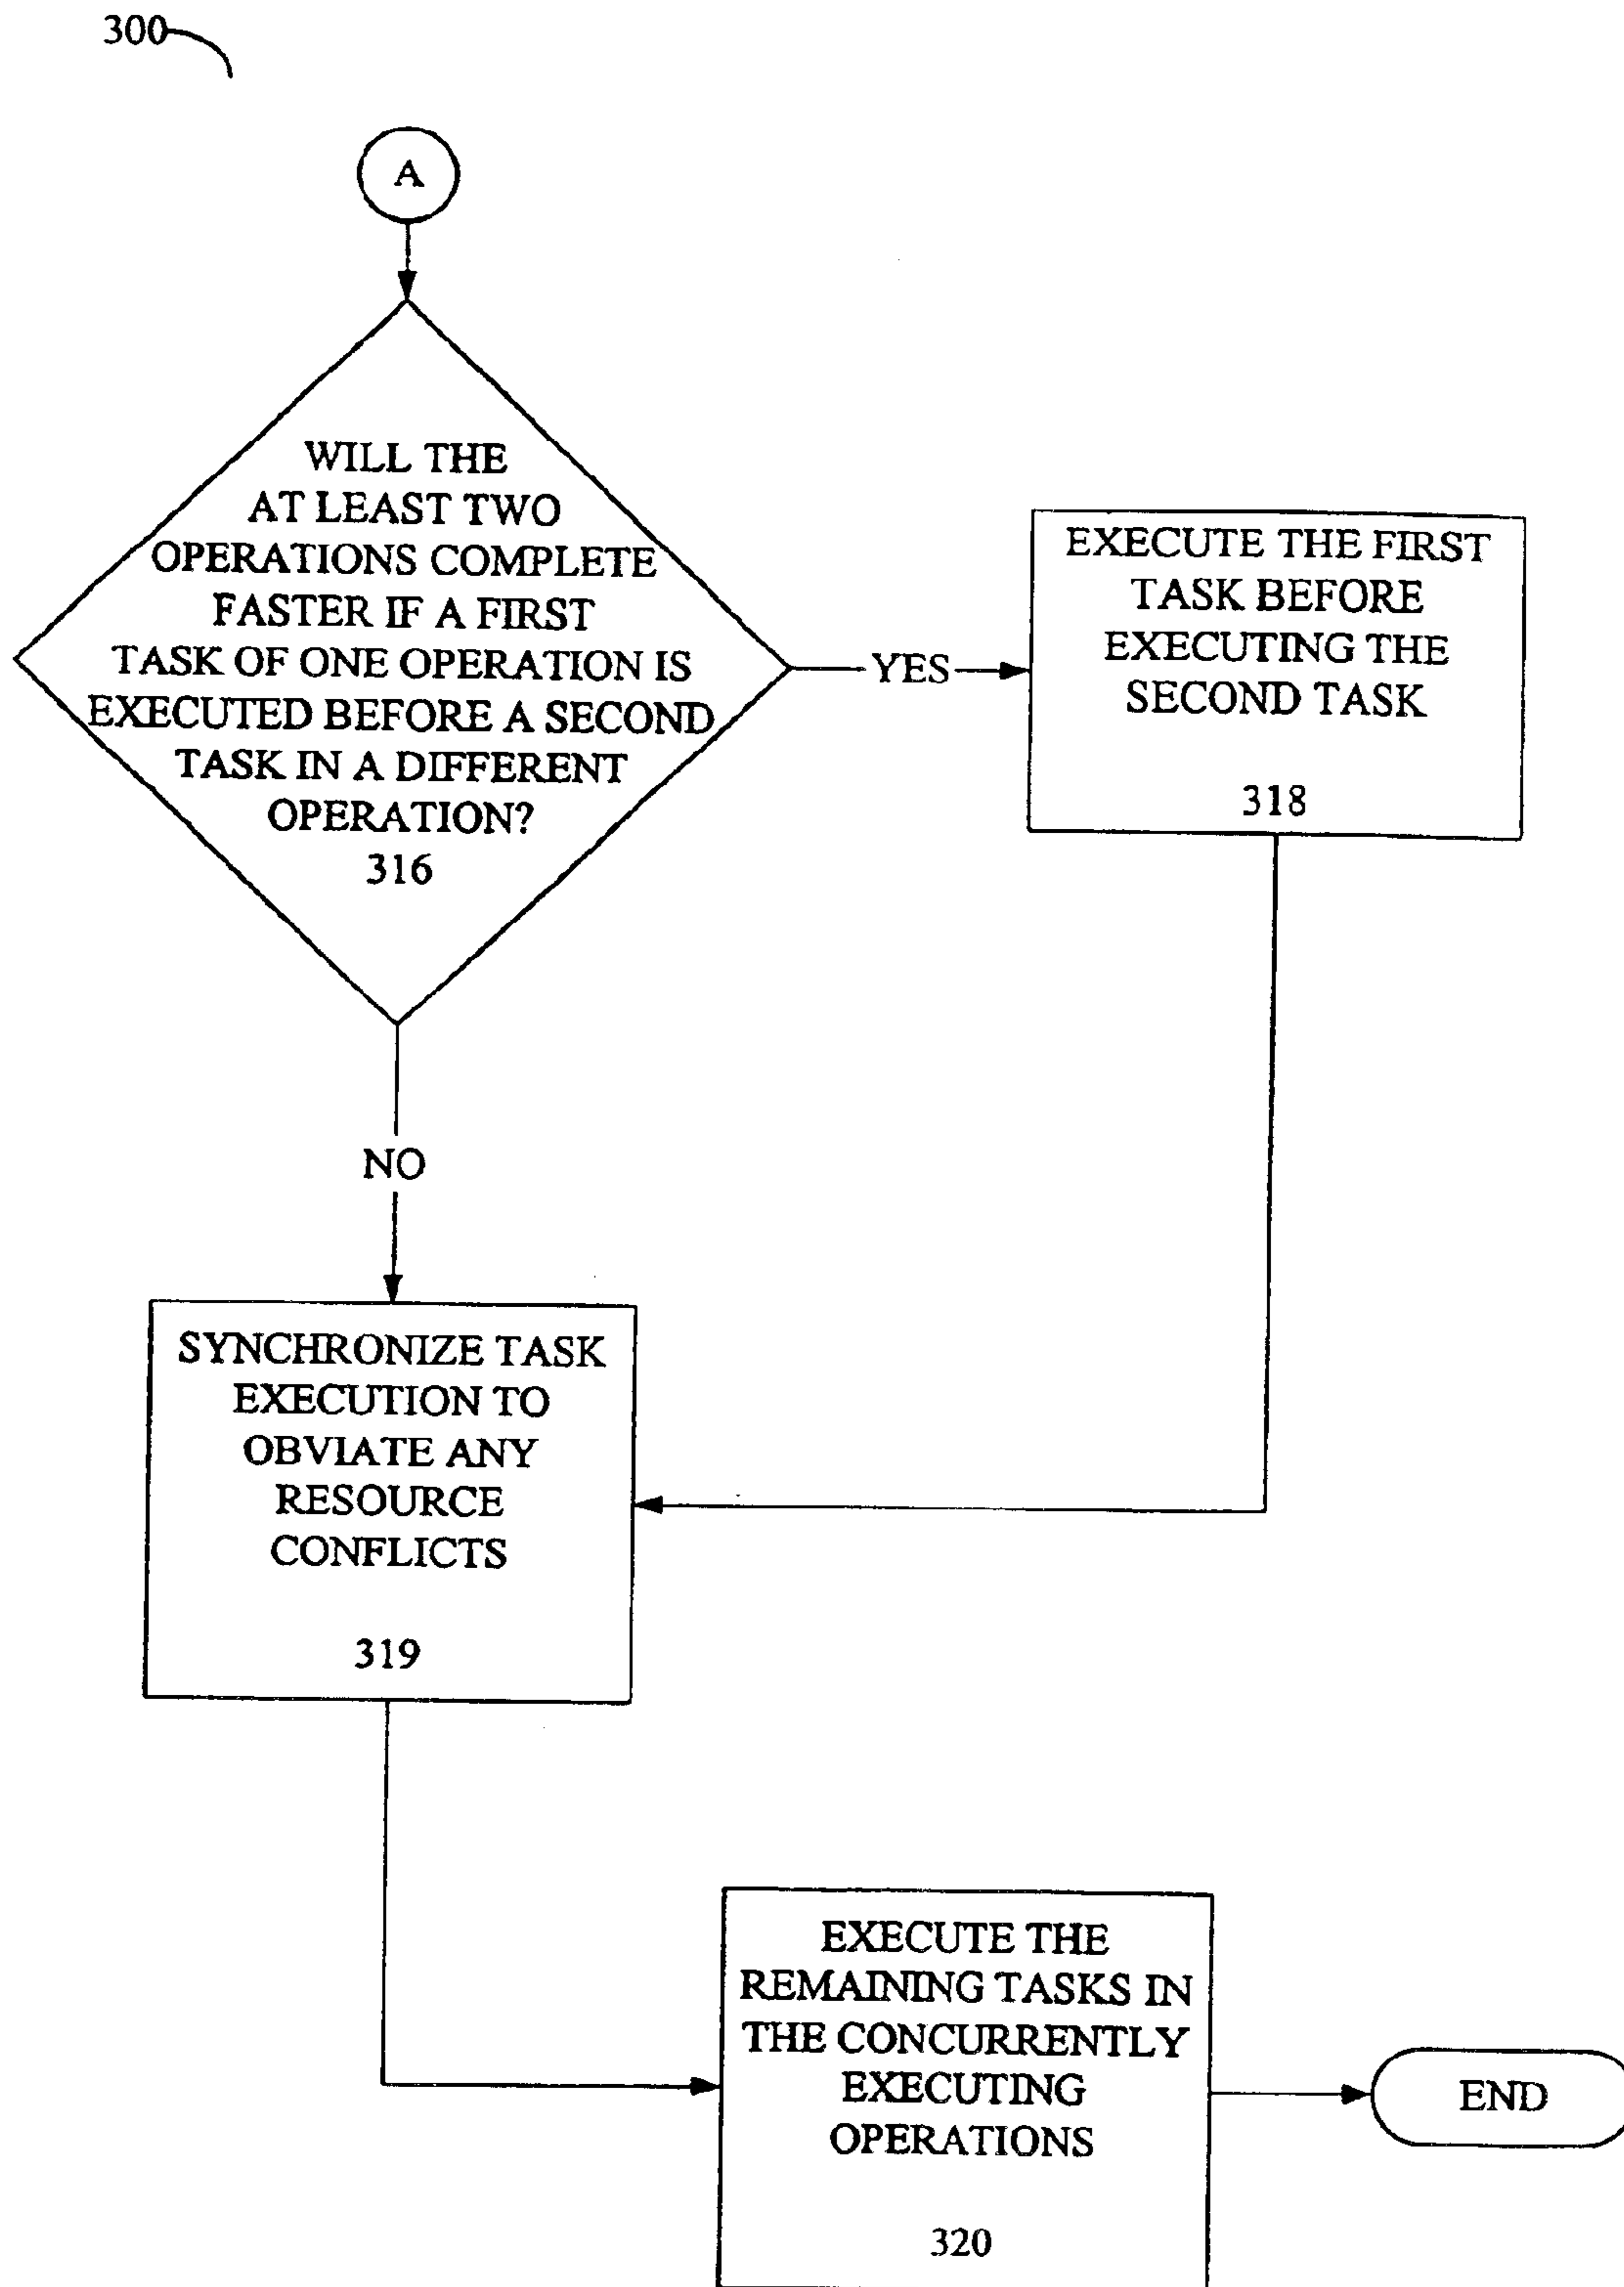 300
A
WILL THE
AT LEAST TWO
OPERATIONS COMPLETE
FASTER IF A FIRST
TASK OF ONE OPERATION IS
EXECUTED BEFORE A SECOND
TASK IN A DIFFERENT
OPERATION?
316
YES
EXECUTE THE FIRST
TASK BEFORE
EXECUTING THE
SECOND TASK
318
NO
SYNCHRONIZE TASK
EXECUTION TO
OBVIATE ANY
RESOURCE
CONFLICTS
319
EXECUTE THE
REMAINING TASKS IN
THE CONCURRENTLY
EXECUTING
OPERATIONS
320
END